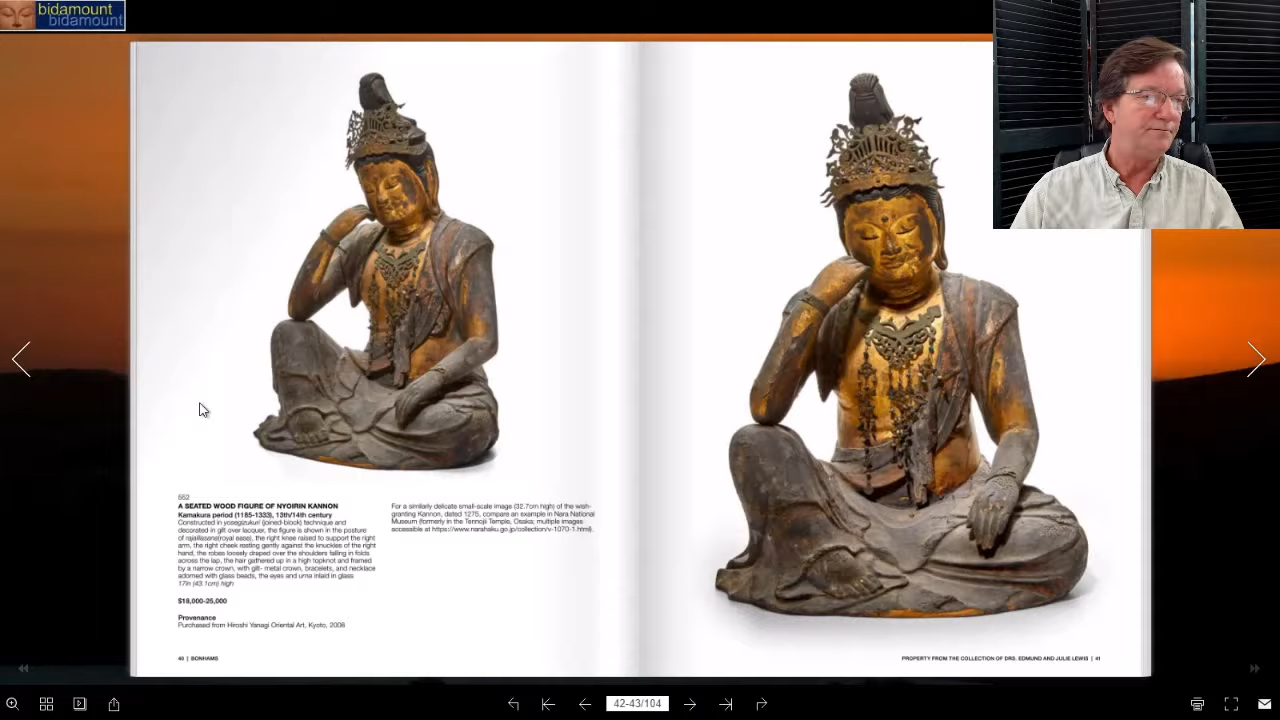 bidamount
bidamount
552
A SEATED WOOD FIGURE OF NYOIRIN KANNON
Kamakura period (1185-1333), 13th/14th century
Constructed in yosegizukuri (joined-block) technique and
decorated in gilt over lacquer, the figure is shown in the posture
of rajalilasana(royal ease), the right knee raised to support the right
arm, the right cheek resting gently against the knuckles of the right
hand, the robes loosely draped over the shoulders falling in folds
across the lap, the hair gathered up in a high topknot and framed
by a narrow crown, with gilt- metal crown, bracelets, and necklace
adorned with glass beads, the eyes and urna inlaid in glass
17in (43.1cm) high
$18,000-25,000
Provenance
Purchased from Hiroshi Yanagi Oriental Art, Kyoto, 2008
For a similarly delicate small-scale image (32.7cm high) of the wish-
granting Kannon, dated 1275, compare an example in Nara National
Museum (formerly in the Tennoji Temple, Osaka; multiple images
accessible at https://www.narahaku.go.jp/collection/v-1070-1.html).
40 | BONHAMS
PROPERTY FROM THE COLLECTION OF DRS. EDMUND AND JULIE LEWIS | 41
42-43/104